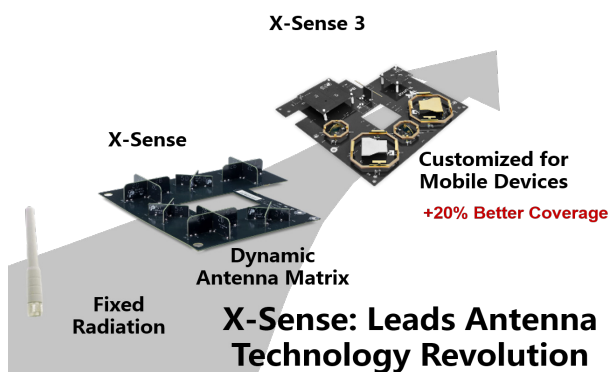 X-Sense 3
X-Sense
Customized for
Mobile Devices
+20% Better Coverage
Dynamic
Antenna Matrix
Fixed
Radiation
X-Sense: Leads Antenna
Technology Revolution